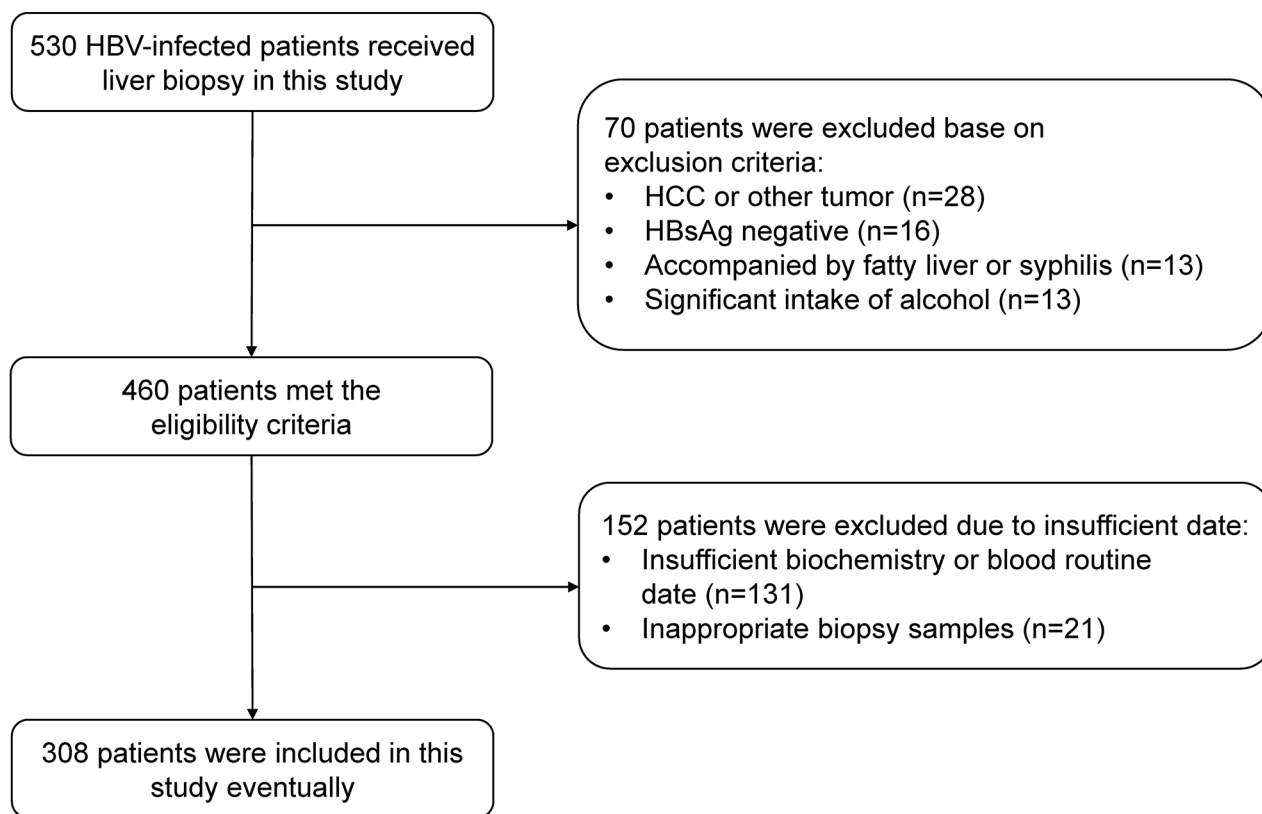 530 HBV-infected patients received
liver biopsy in this study
70 patients were excluded base on
exclusion criteria:
• HCC or other tumor (n=28)
• HBsAg negative (n=16)
• Accompanied by fatty liver or syphilis (n=13)
• Significant intake of alcohol (n=13)
460 patients met the
eligibility criteria
152 patients were excluded due to insufficient date:
• Insufficient biochemistry or blood routine
date (n=131)
• Inappropriate biopsy samples (n=21)
308 patients were included in this
study eventually